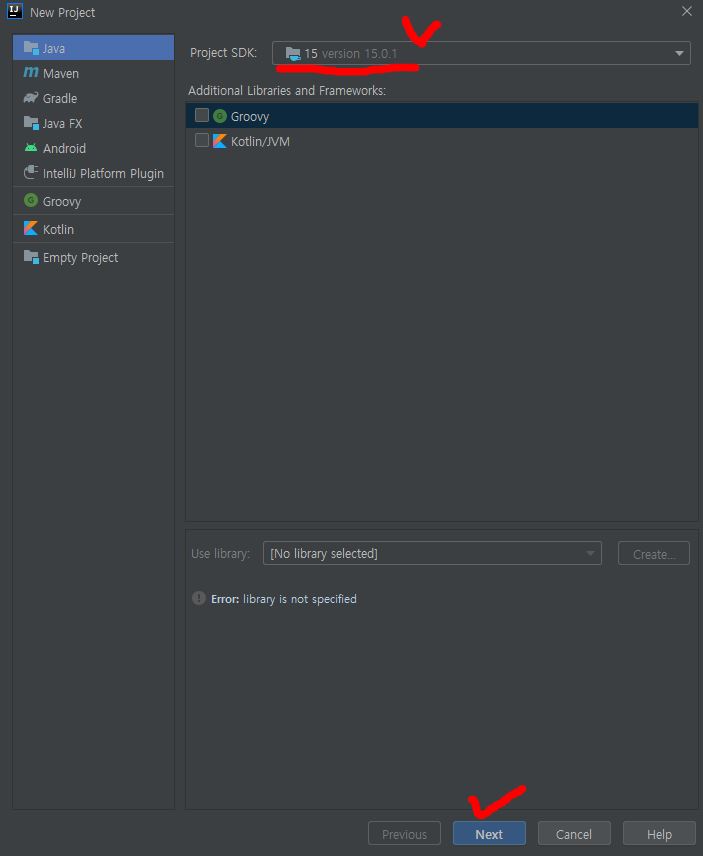 New Project
Java
Maven
Gradle
Java FX
Android
IntelliJ Platform Plugin
Groovy
Kotlin
Empty Project
Project SDK: 15 version 15.0.1
Additional Libraries and Frameworks:
Groovy
Kotlin/JVM
Use library: [No library selected] Create...
Error: library is not specified
Previous Next Cancel Help